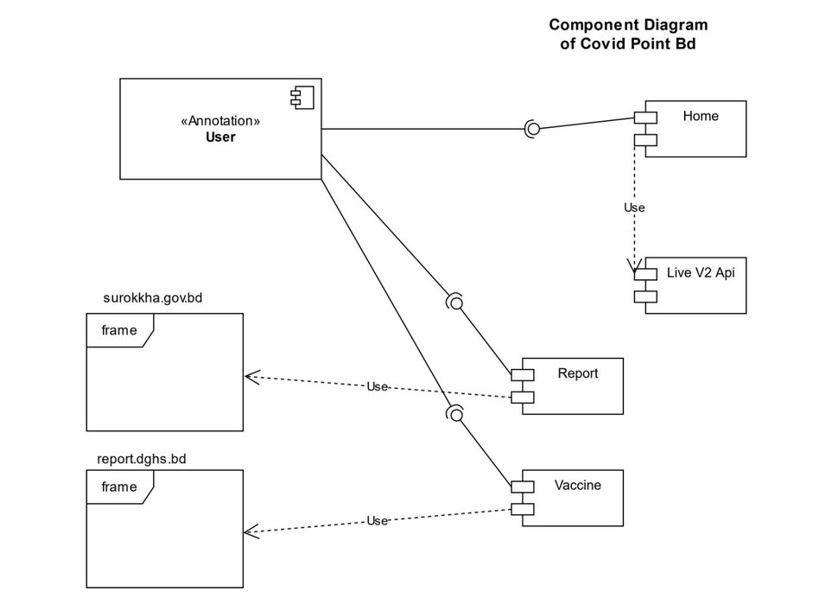 Component Diagram
of Covid Point Bd
«Annotation»
User
Home
Use
Live V2 Api
surokkha.gov.bd
frame
Report
Use
report.dghs.bd
frame
Vaccine
Use